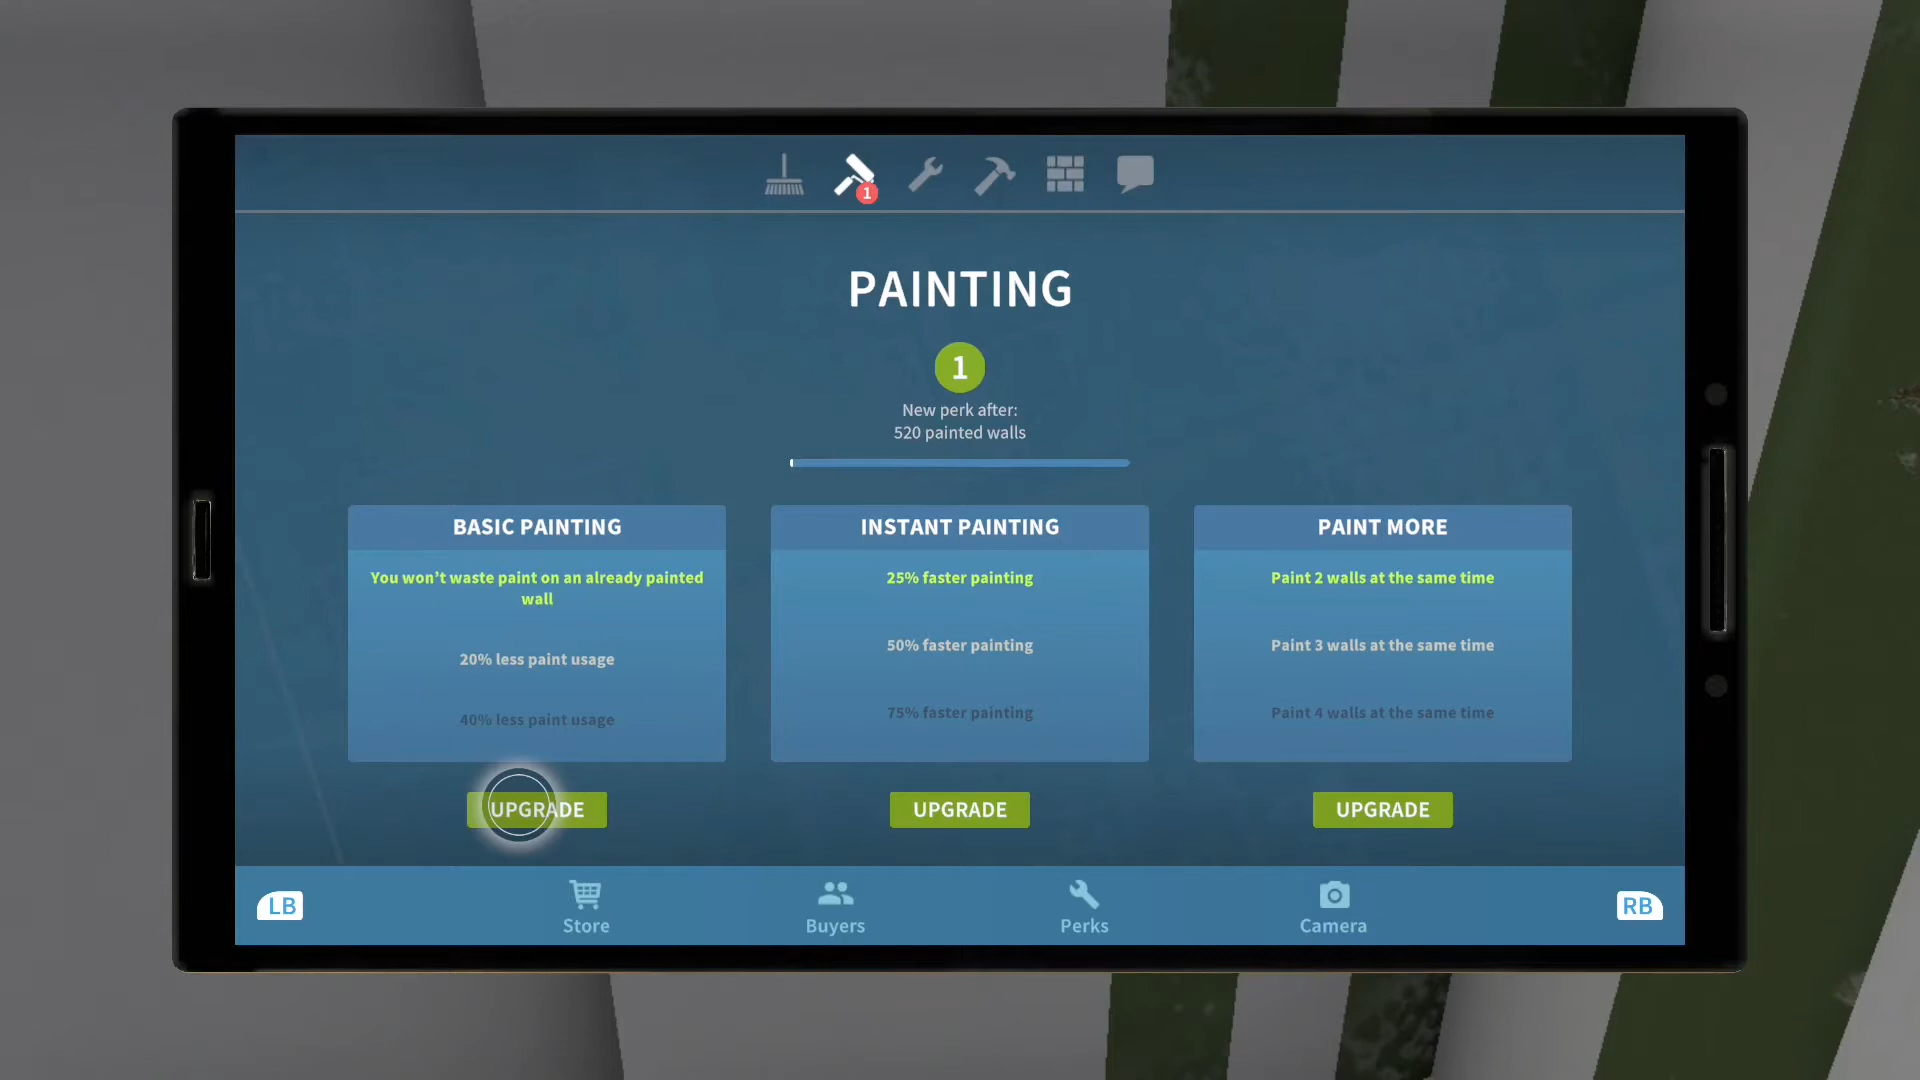 1
PAINTING
1
New perk after:
520 painted walls
BASIC PAINTING
You won't waste paint on an already painted
wall
20% less paint usage
40% less paint usage
UPGRADE
INSTANT PAINTING
25% faster painting
50% faster painting
75% faster painting
UPGRADE
PAINT MORE
Paint 2 walls at the same time
Paint 3 walls at the same time
Paint 4 walls at the same time
UPGRADE
LB
Store
Buyers
Perks
Camera
RB